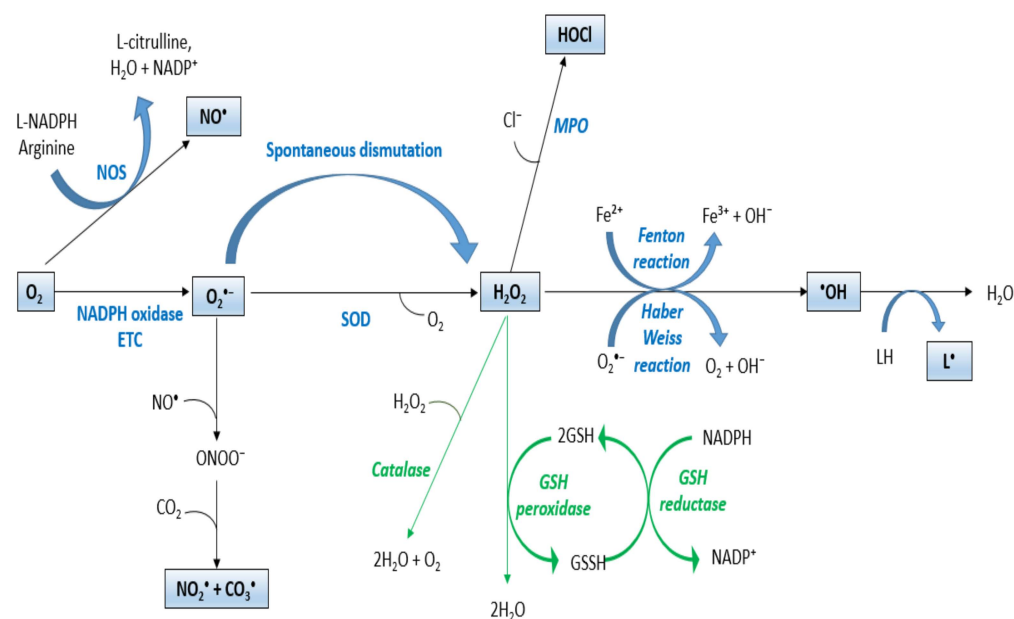 HOCl
L-citrulline,
H₂O + NADP⁺
NO•
L-NADPH
Arginine
NOS
Cl⁻
MPO
Spontaneous dismutation
Fe²⁺
Fe³⁺ + OH⁻
Fenton
reaction
O₂
NADPH oxidase
ETC
O₂•⁻
SOD
O₂
H₂O₂
•OH
H₂O
Haber
Weiss
reaction
O₂•⁻
O₂ + OH⁻
LH
L•
NO•
ONOO⁻
CO₂
NO₂• + CO₃•
H₂O₂
Catalase
2H₂O + O₂
2GSH
NADPH
GSH
peroxidase
GSH
reductase
GSSH
NADP⁺
2H₂O